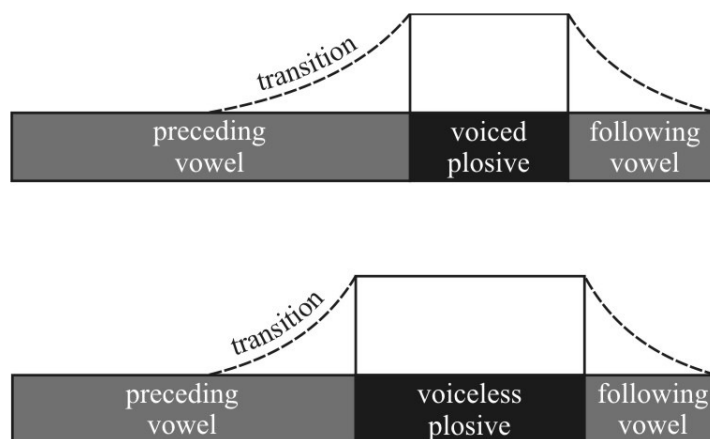 transition
preceding vowel
voiced plosive
following vowel
transition
preceding vowel
voiceless plosive
following vowel